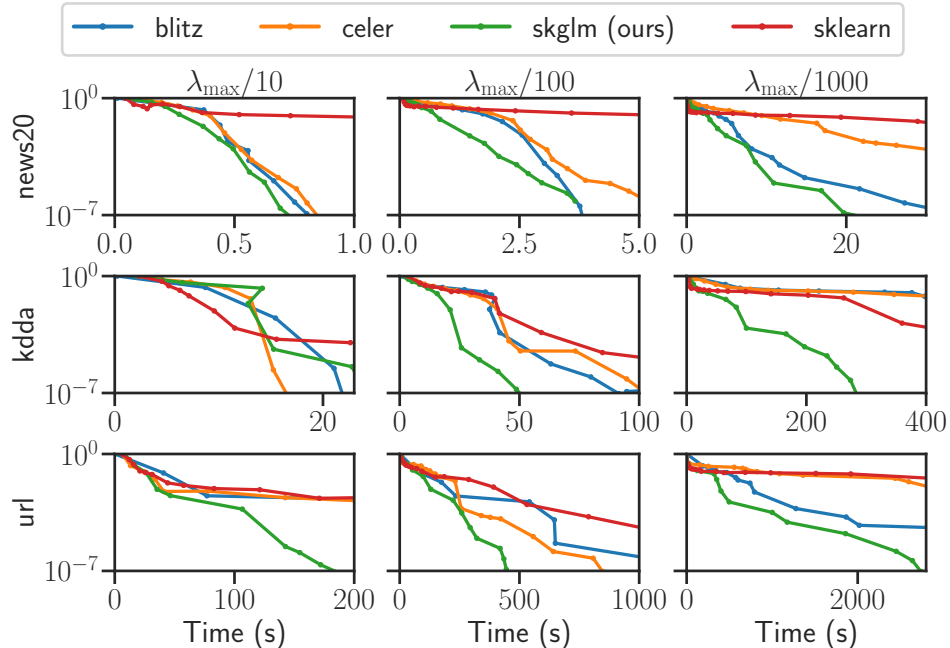 blitz celer skglm (ours) sklearn
λmax/10 λmax/100 λmax/1000
news20
10^0
10^-7
0.0 0.5 1.0 0.0 2.5 5.0 0 20
kdda
10^0
10^-7
0 20 0 50 100 0 200 400
url
10^0
10^-7
0 100 200 0 500 1000 0 2000
Time (s) Time (s) Time (s)